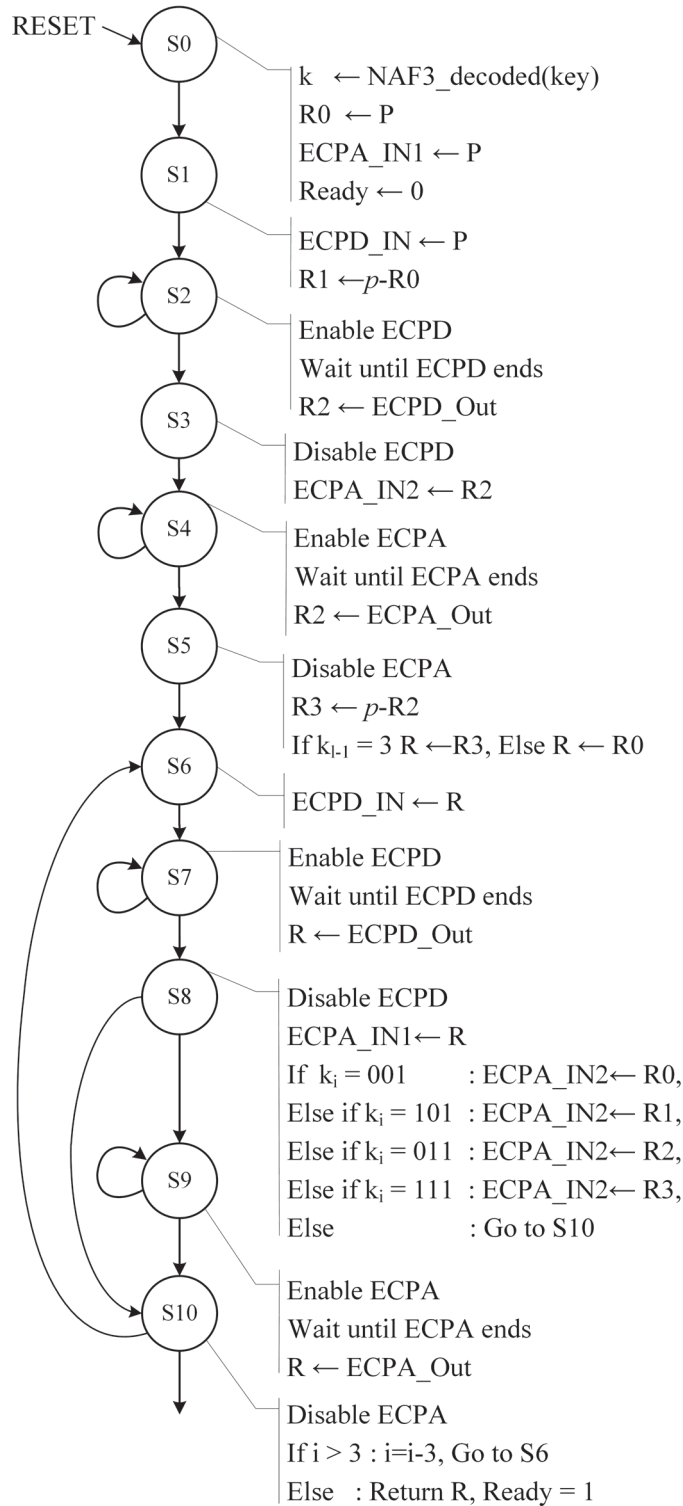 RESET
S0
k ← NAF3_decoded(key)
R0 ← P
ECPA_IN1 ← P
Ready ← 0
S1
ECPD_IN ← P
R1 ←p-R0
S2
Enable ECPD
Wait until ECPD ends
R2 ← ECPD_Out
S3
Disable ECPD
ECPA_IN2 ← R2
S4
Enable ECPA
Wait until ECPA ends
R2 ← ECPA_Out
S5
Disable ECPA
R3 ← p-R2
If kl-1 = 3 R ←R3, Else R ← R0
S6
ECPD_IN ← R
S7
Enable ECPD
Wait until ECPD ends
R ← ECPD_Out
S8
Disable ECPD
ECPA_IN1← R
If ki = 001 : ECPA_IN2← R0,
Else if ki = 101 : ECPA_IN2← R1,
Else if ki = 011 : ECPA_IN2← R2,
Else if ki = 111 : ECPA_IN2← R3,
Else : Go to S10
S9
Enable ECPA
Wait until ECPA ends
R ← ECPA_Out
S10
Disable ECPA
If i > 3 : i=i-3, Go to S6
Else : Return R, Ready = 1